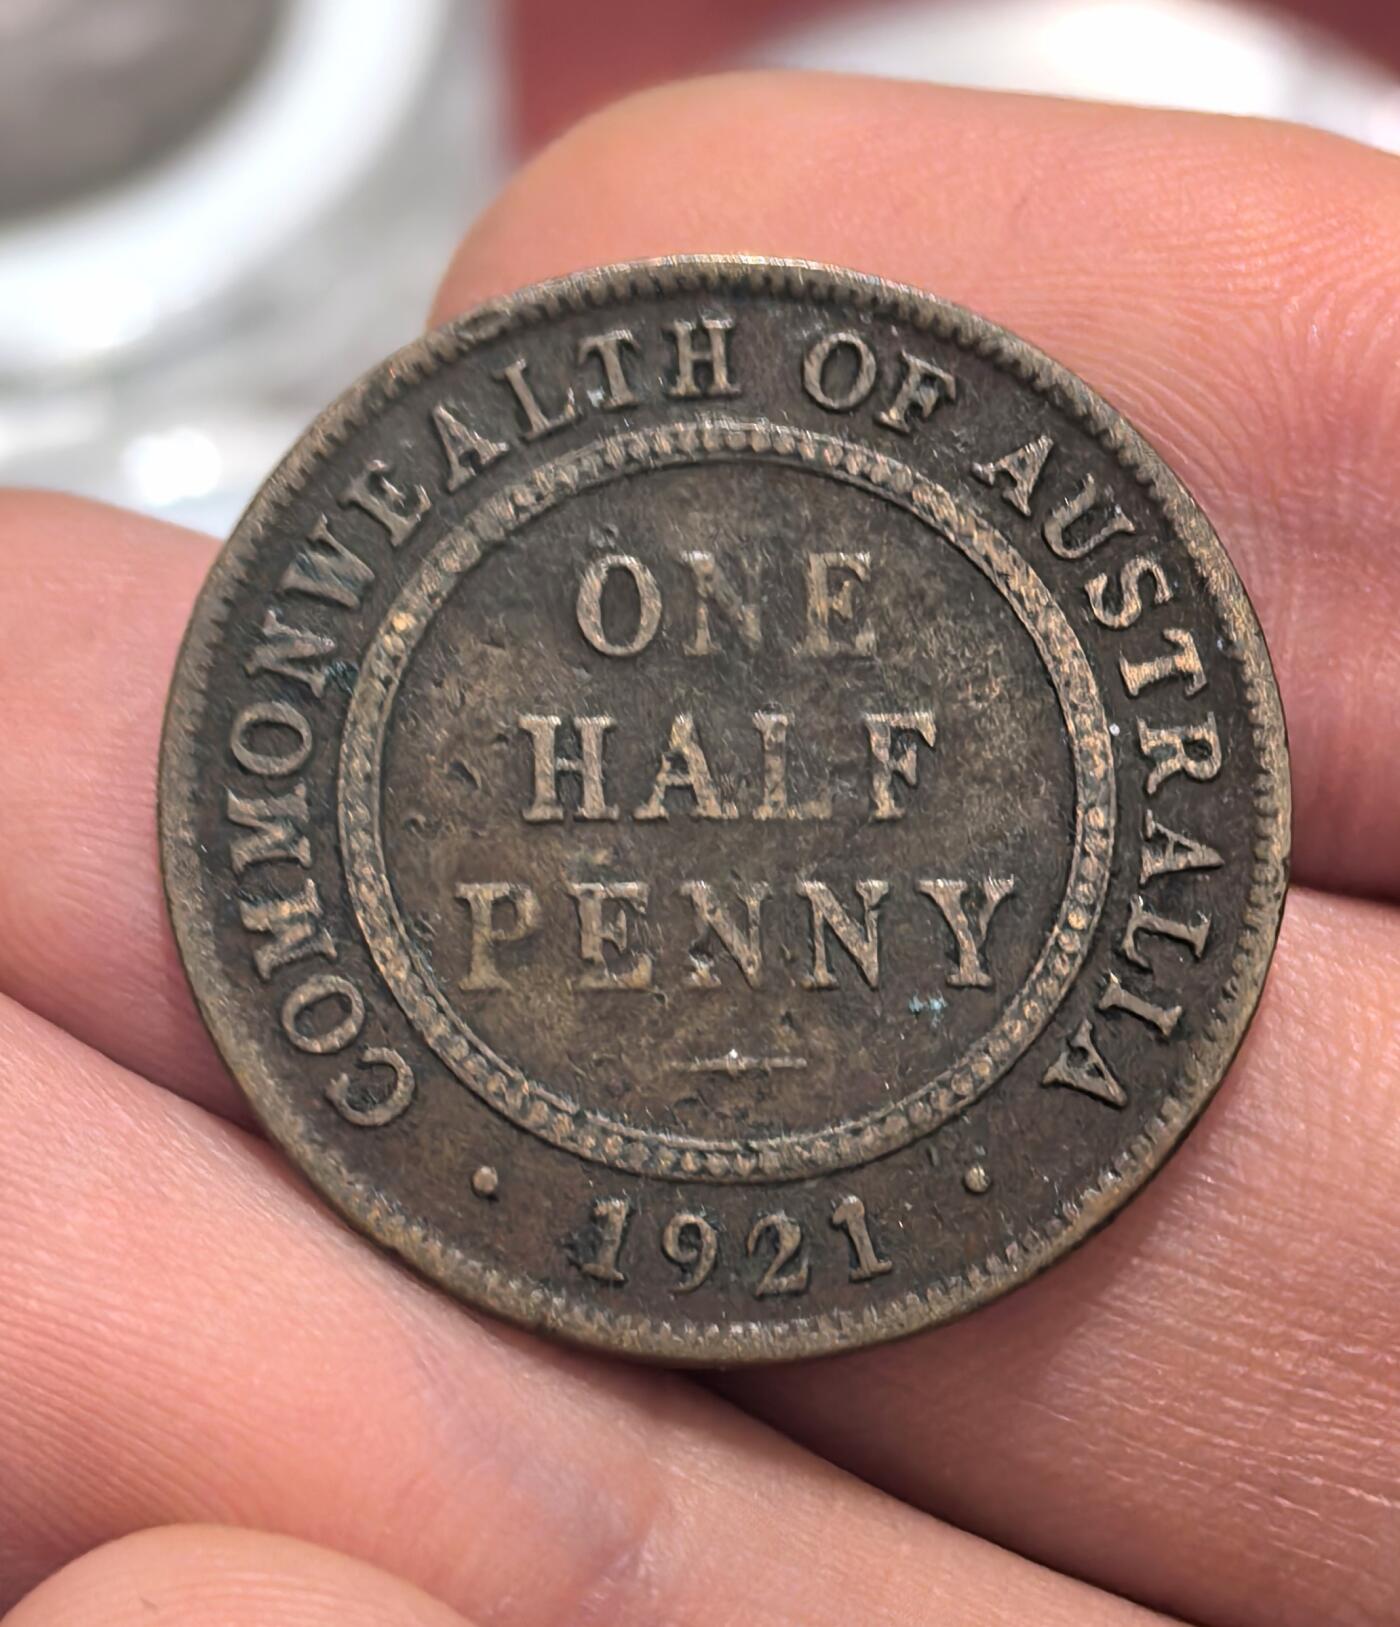 COMMONWEALTH OF AUSTRALIA
ONE
HALF
PENNY
· 1921 ·